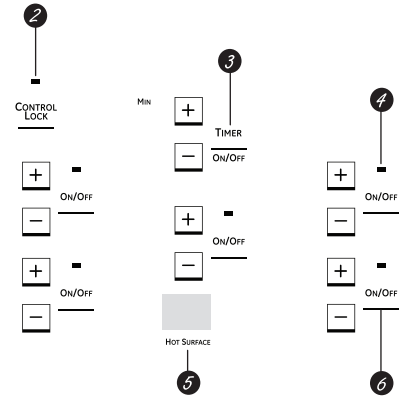 2
3
MIN
+
CONTROL
LOCK
TIMER
4
−
ON/OFF
+
ON/OFF
+
ON/OFF
−
+
ON/OFF
−
+
ON/OFF
−
+
ON/OFF
−
−
HOT SURFACE
5
6